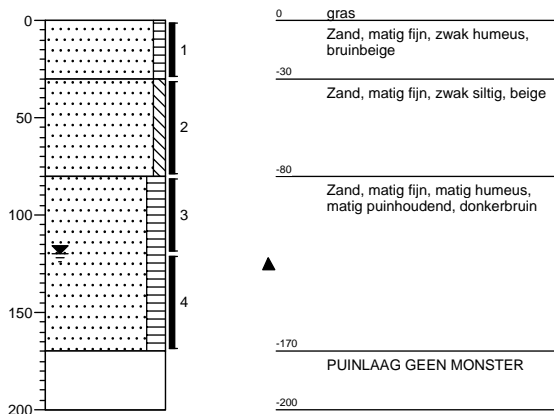 0
50
100
150
200
1
2
3
4
0 gras
Zand, matig fijn, zwak humeus,
bruinbeige
-30
Zand, matig fijn, zwak siltig, beige
-80
Zand, matig fijn, matig humeus,
matig puinhoudend, donkerbruin
-170
PUINLAAG GEEN MONSTER
-200